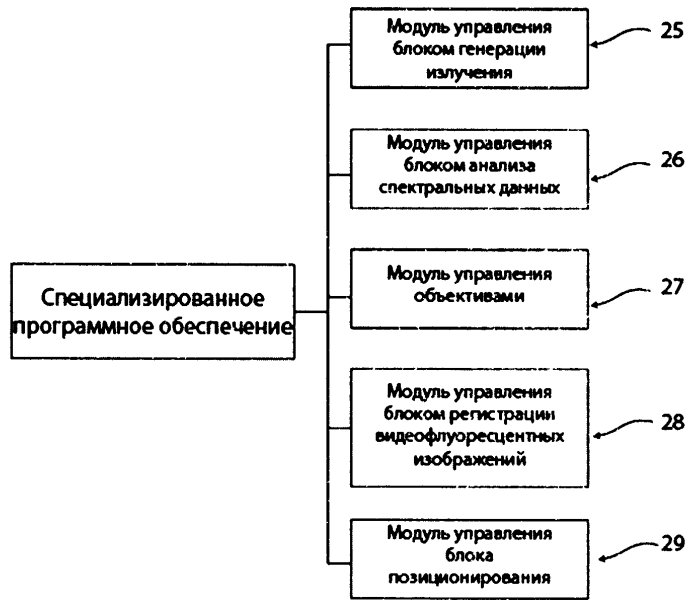 Модуль управления
блоком генерации
излучения
25
Модуль управления
блоком анализа
спектральных данных
26
Специализированное
программное обеспечение
Модуль управления
объективами
27
Модуль управления
блоком регистрации
видеофлуоресцентных
изображений
28
Модуль управления
блока
позиционирования
29